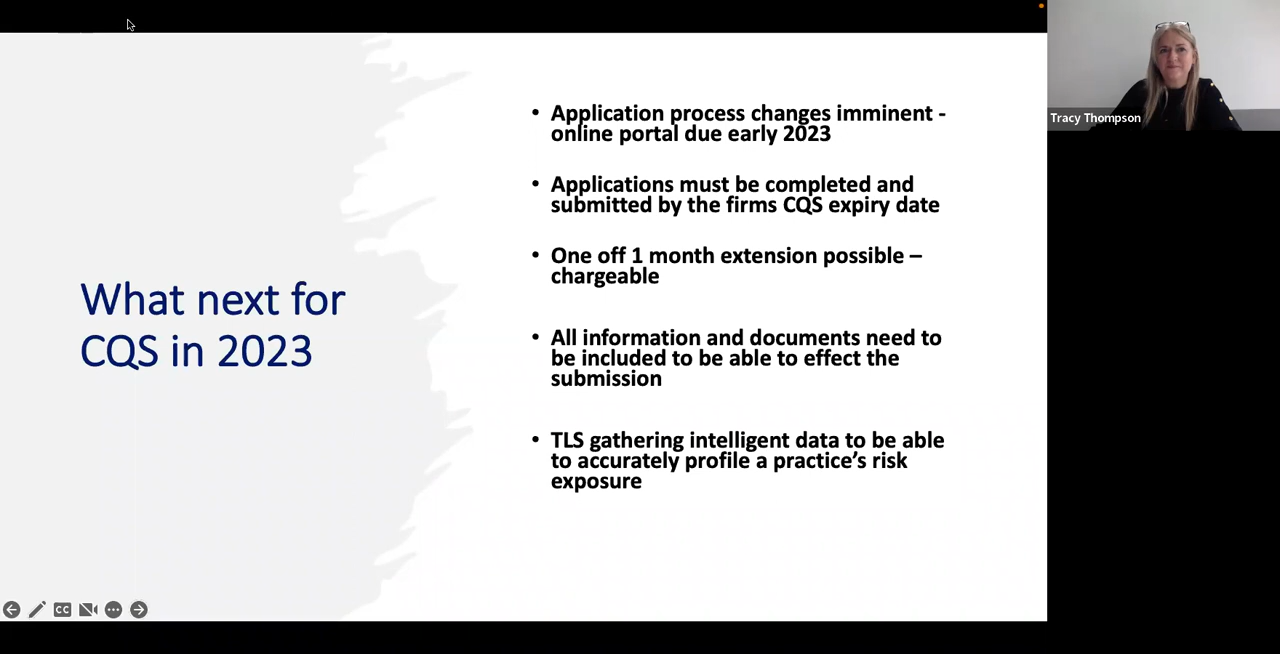 What next for
CQS in 2023
• Application process changes imminent -
online portal due early 2023
• Applications must be completed and
submitted by the firms CQS expiry date
• One off 1 month extension possible –
chargeable
• All information and documents need to
be included to be able to effect the
submission
• TLS gathering intelligent data to be able
to accurately profile a practice’s risk
exposure
Tracy Thompson
CC